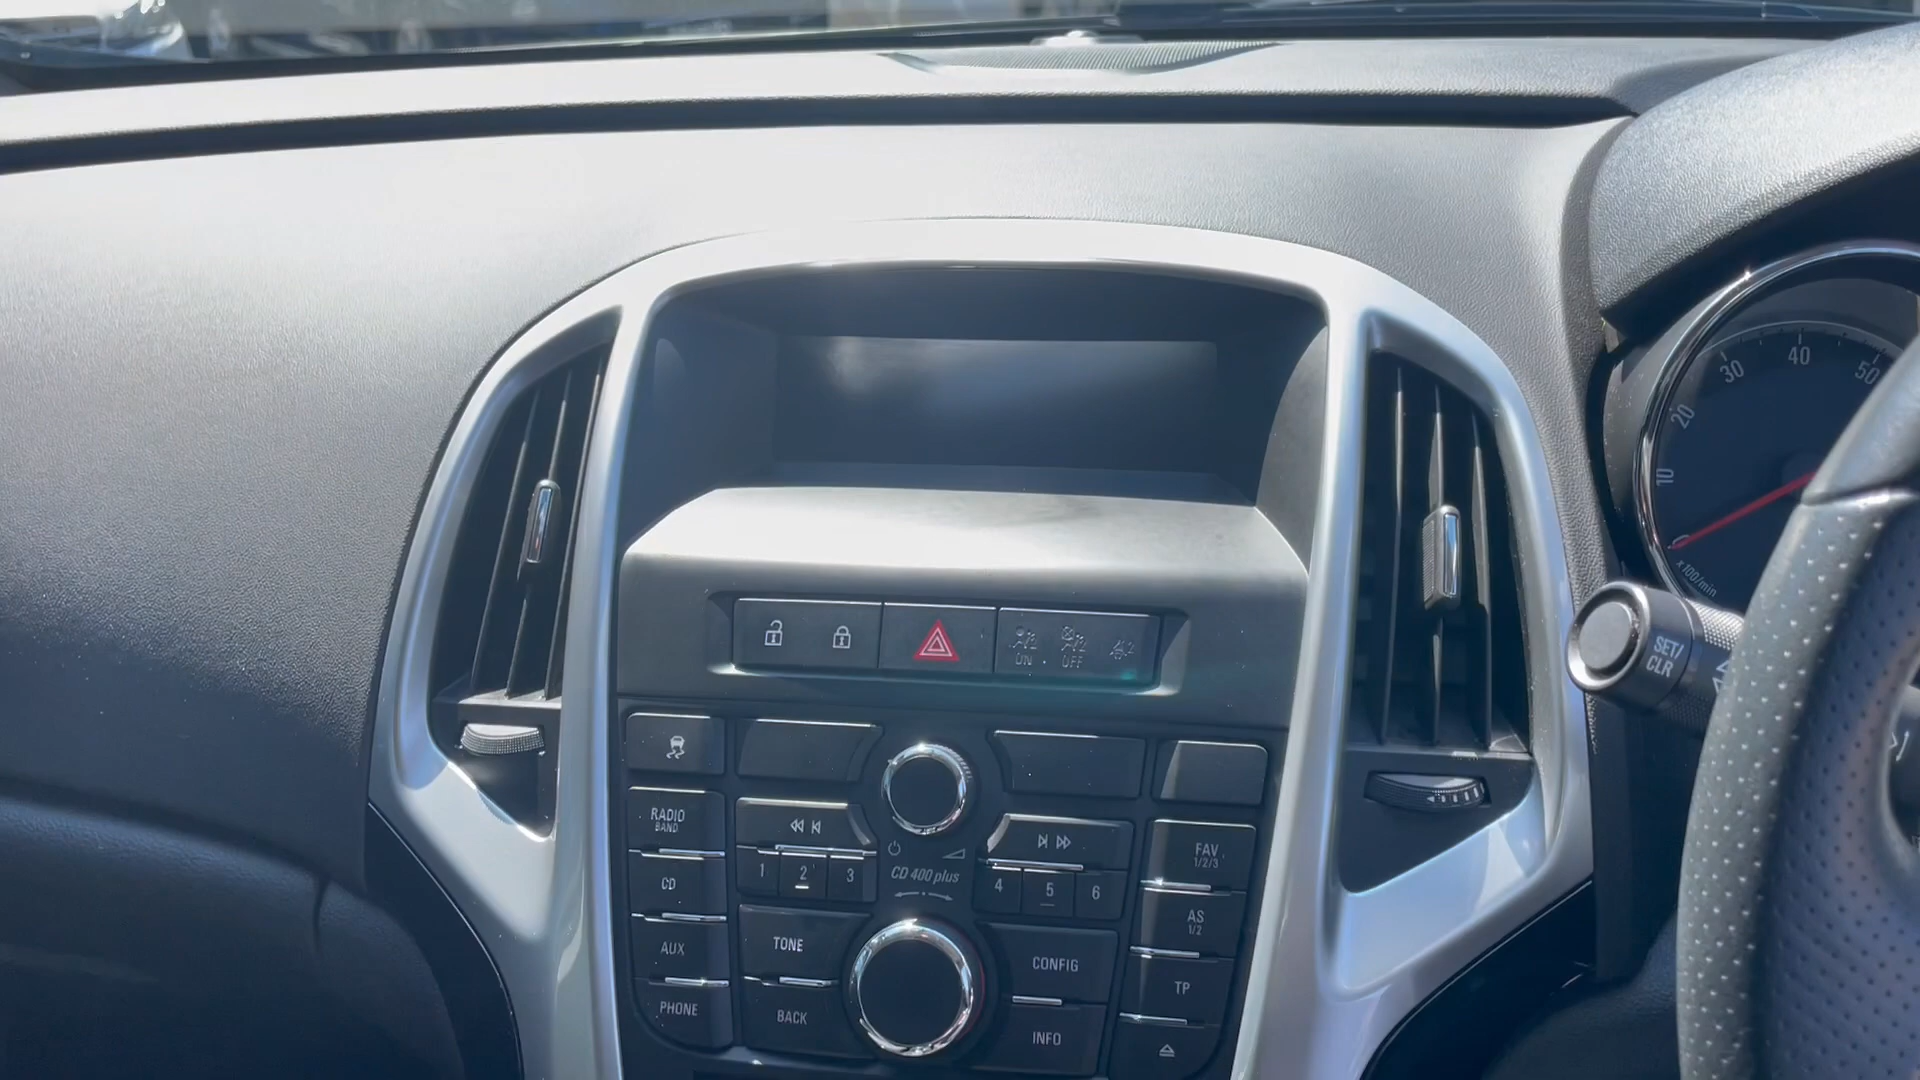 30
40
50
20
10
0
x100/min
SET/
CLR
ON
OFF
RADIO
BAND
1
2
3
CD 400 plus
4
5
6
FAV
1/2/3
CD
AS
1/2
AUX
TONE
CONFIG
TP
PHONE
BACK
INFO